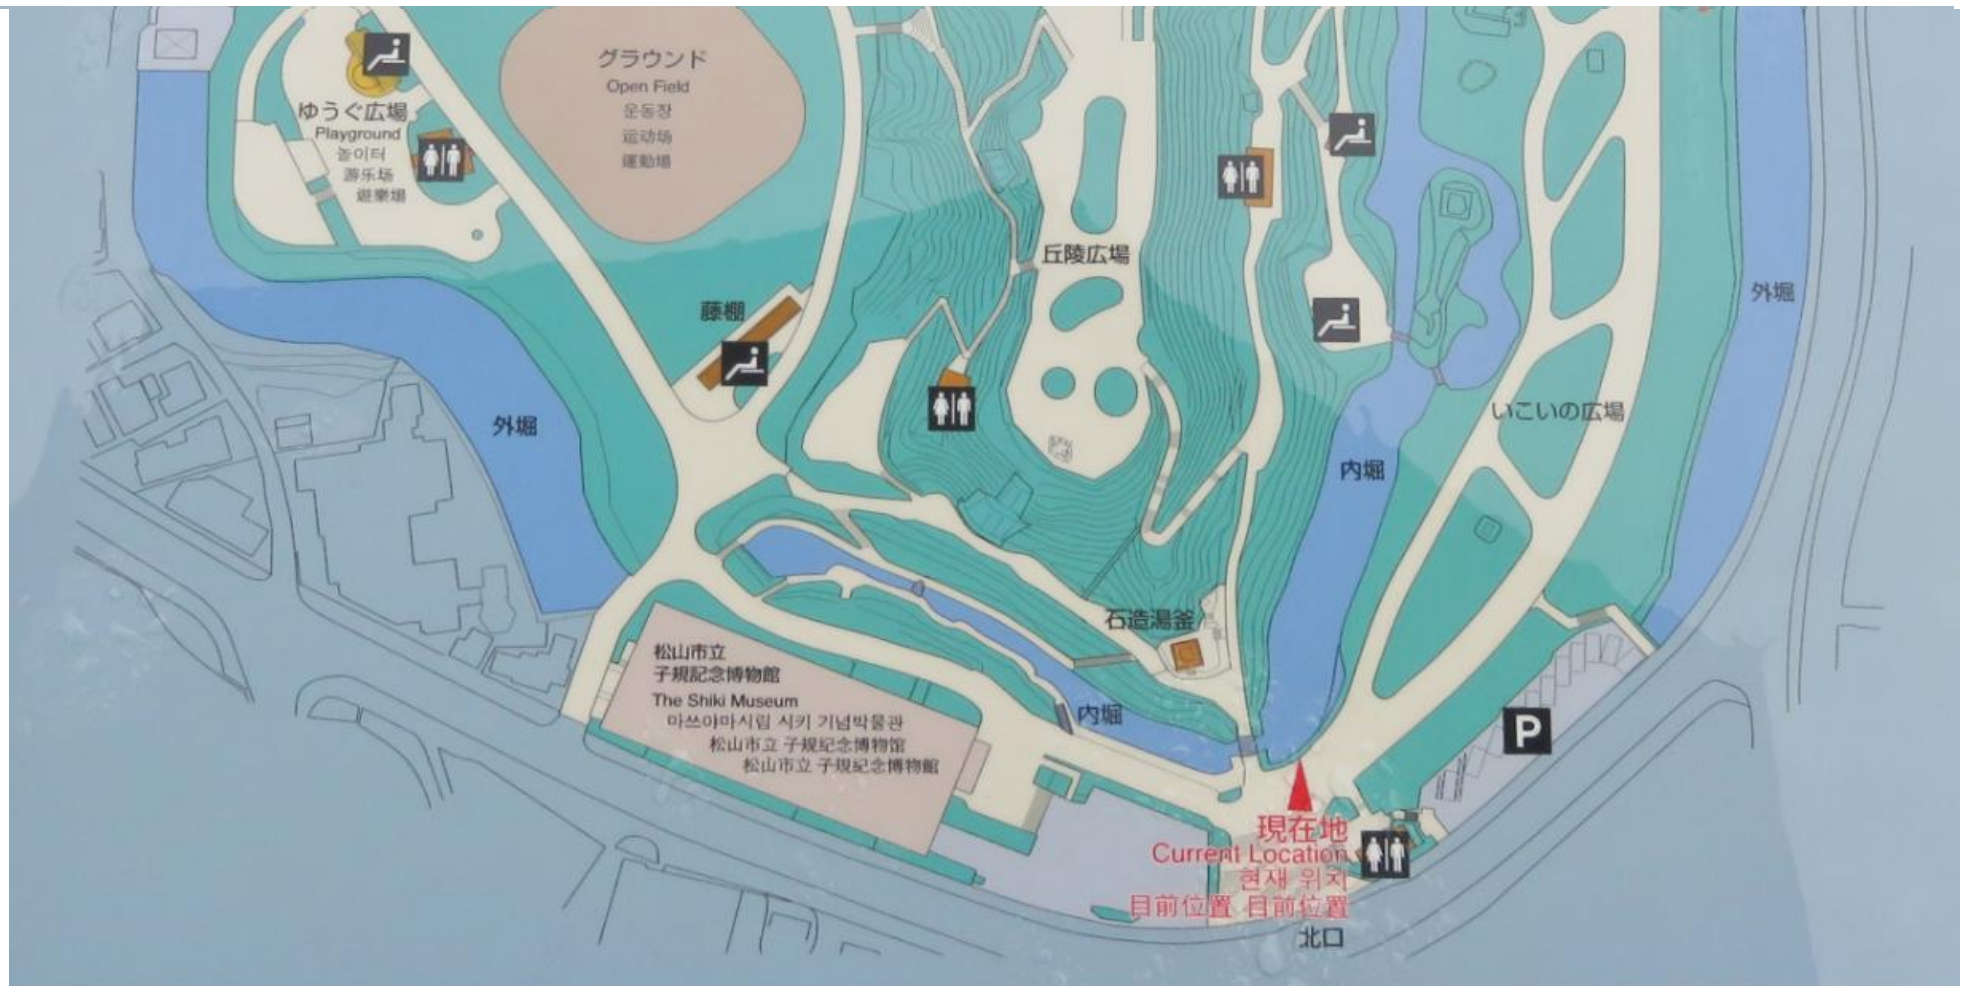 グラウンド
Open Field
운동장
运动场
運動場
ゆうぐ広場
Playground
놀이터
游乐场
遊樂場
丘陵広場
藤棚
外堀
外堀
いこいの広場
内堀
石造湯釜
松山市立
子規記念博物館
The Shiki Museum
마쓰야마시립 시키 기념박물관
松山市立 子规纪念博物馆
松山市立 子規紀念博物館
内堀
P
現在地
Current Location
현재 위치
目前位置 目前位置
北口